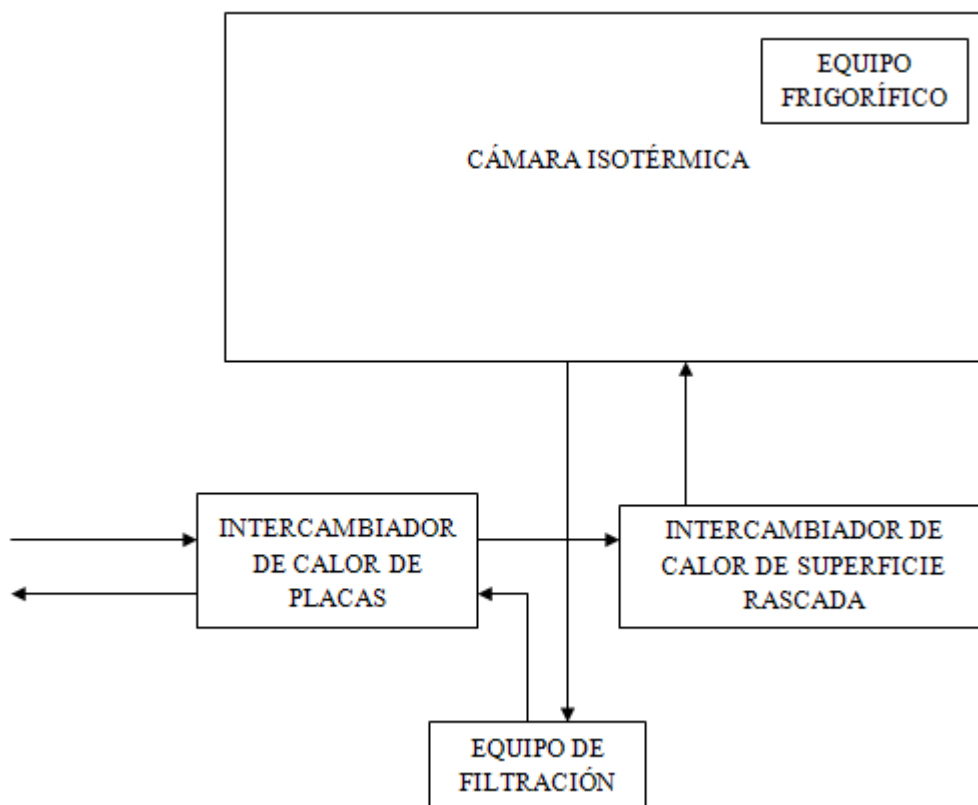 EQUIPO
FRIGORÍFICO
CÁMARA ISOTÉRMICA
INTERCAMBIADOR
DE CALOR DE
PLACAS
INTERCAMBIADOR DE
CALOR DE SUPERFICIE
RASCADA
EQUIPO DE
FILTRACIÓN